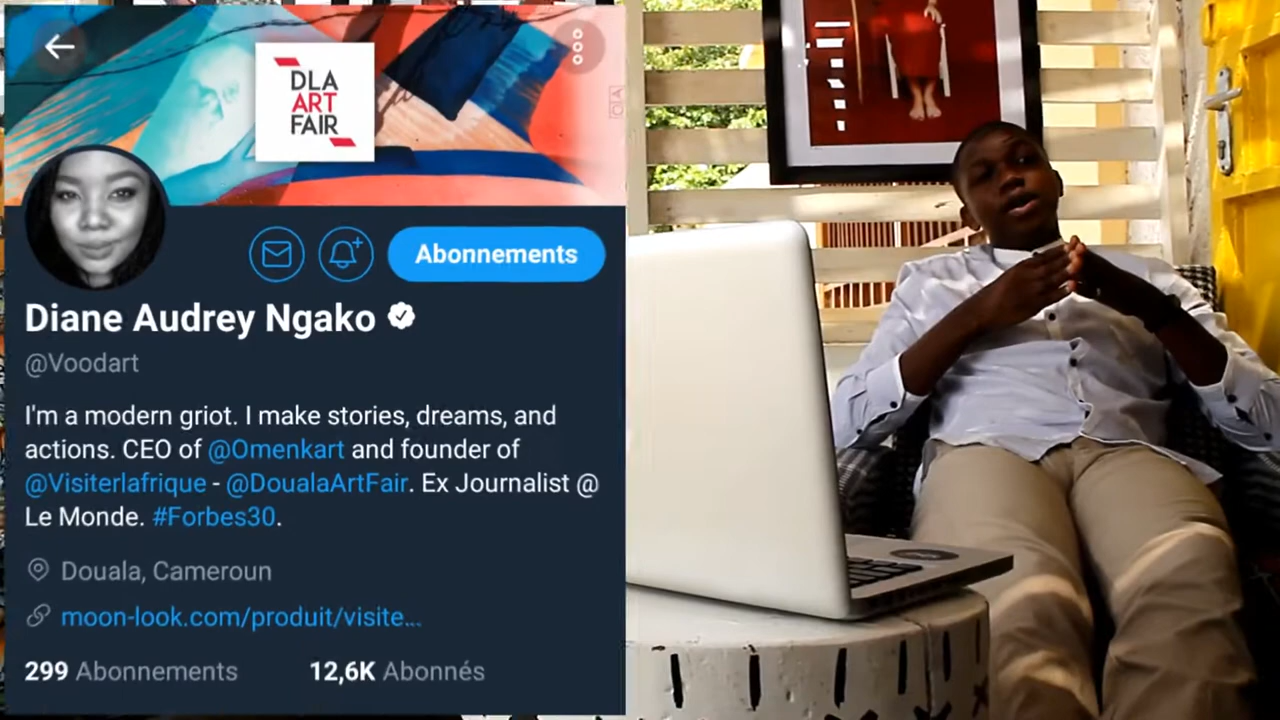 DLA
ART
FAIR
Abonnements
Diane Audrey Ngako
@Voodart
I'm a modern griot. I make stories, dreams, and
actions. CEO of @Omenkart and founder of
@Visiterlafrique - @DoualaArtFair. Ex Journalist @
Le Monde. #Forbes30.
Douala, Cameroun
moon-look.com/produit/visite...
299 Abonnements 12,6K Abonnés